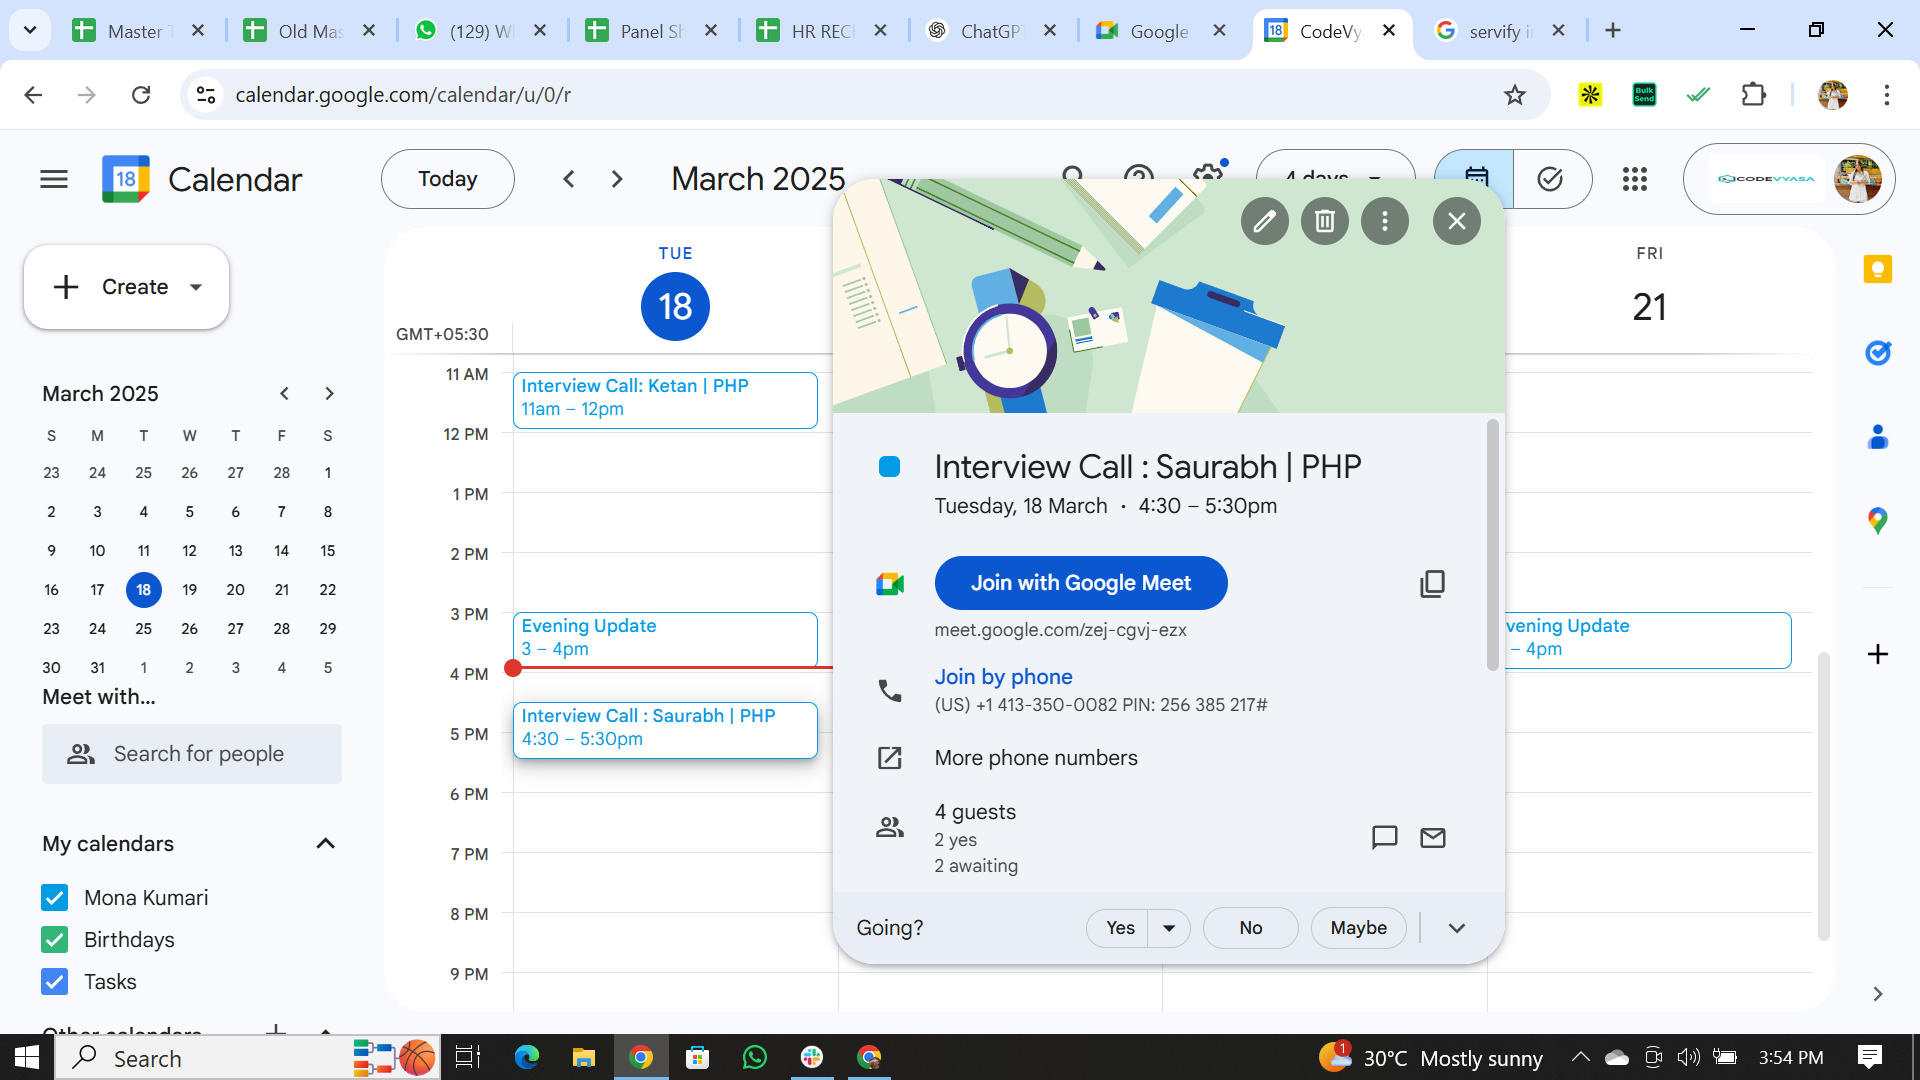 Master T
Old Mas
(129) W
Panel Sh
HR REC
ChatGPT
Google
CodeVy
servify i
calendar.google.com/calendar/u/0/r
Bulk Send
18 Calendar
Today
March 2025
4 days
CODEVYASA
Create
GMT+05:30
TUE
18
FRI
21
March 2025
S M T W T F S
23 24 25 26 27 28 1
2 3 4 5 6 7 8
9 10 11 12 13 14 15
16 17 18 19 20 21 22
23 24 25 26 27 28 29
30 31 1 2 3 4 5
Meet with...
Search for people
My calendars
Mona Kumari
Birthdays
Tasks
Other calendars
11 AM
12 PM
1 PM
2 PM
3 PM
4 PM
5 PM
6 PM
7 PM
8 PM
9 PM
Interview Call: Ketan | PHP
11am – 12pm
Evening Update
3 – 4pm
Interview Call : Saurabh | PHP
4:30 – 5:30pm
vening Update
– 4pm
Interview Call : Saurabh | PHP
Tuesday, 18 March · 4:30 – 5:30pm
Join with Google Meet
meet.google.com/zej-cgvj-ezx
Join by phone
(US) +1 413-350-0082 PIN: 256 385 217#
More phone numbers
4 guests
2 yes
2 awaiting
Going?
Yes
No
Maybe
Search
1
30°C Mostly sunny
3:54 PM